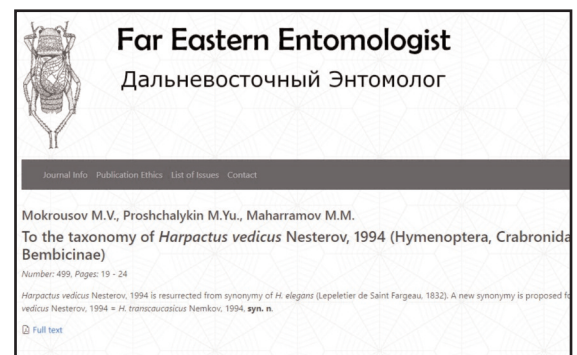 Far Eastern Entomologist
Дальневосточный Энтомолог
Journal Info Publication Ethics List of Issues Contact
Mokrousov M.V., Proshchalykin M.Yu., Maharramov M.M.
To the taxonomy of Harpactus vedicus Nesterov, 1994 (Hymenoptera, Crabronida
Bembicinae)
Number: 499, Pages: 19 - 24
Harpactus vedicus Nesterov, 1994 is resurrected from synonymy of H. elegans (Lepeletier de Saint Fargeau, 1832). A new synonymy is proposed fo
vedicus Nesterov, 1994 = H. transcaucasicus Nemkov, 1994, syn. n.
Full text